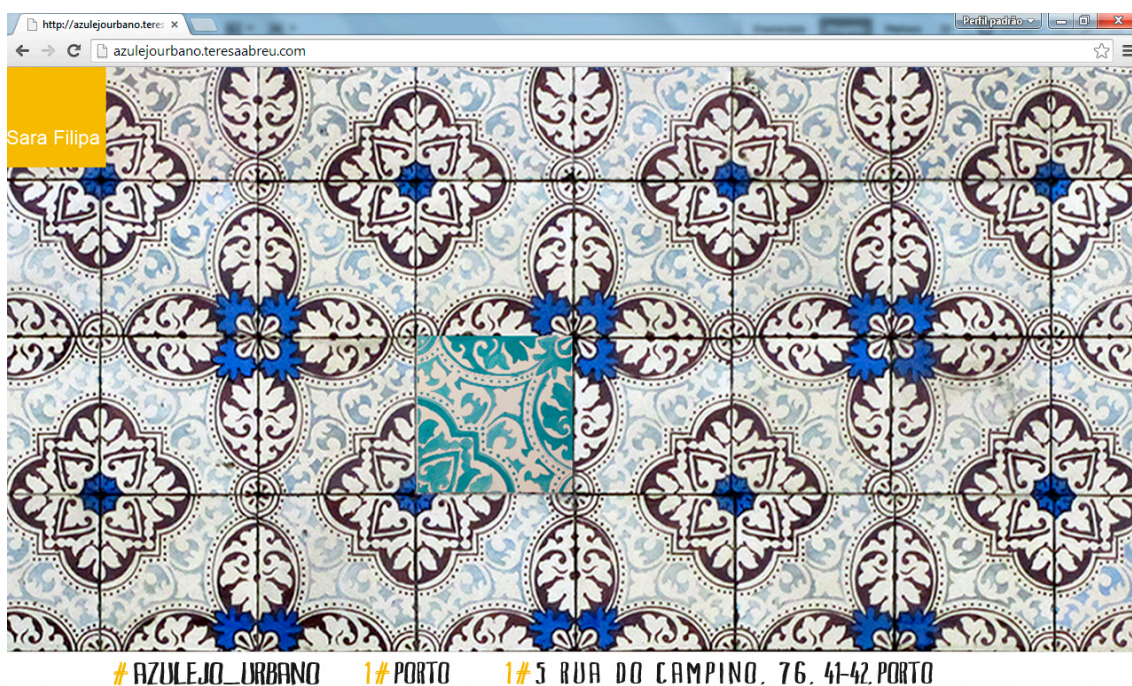 http://azulejourbano.teres
Perfil padrão
azulejourbano.teresaabreu.com
Sara Filipa
# AZULEJO_URBANO 1# PORTO 1# 5 RUA DO CAMPINO, 76, 41-42, PORTO